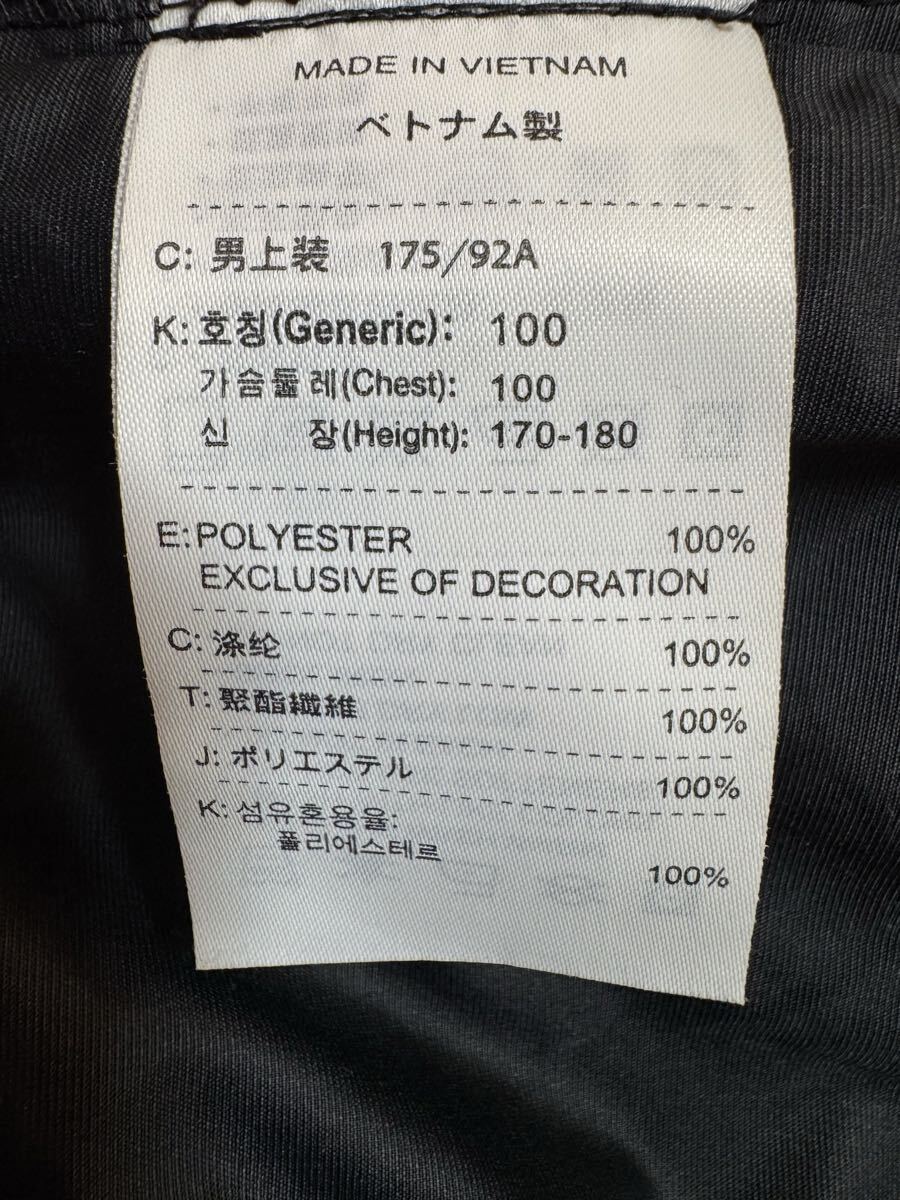 MADE IN VIETNAM
ベトナム製
C: 男上装 175/92A
K: 호칭(Generic): 100
가슴둘레(Chest): 100
신 장(Height): 170-180
E: POLYESTER 100%
EXCLUSIVE OF DECORATION
C: 涤纶 100%
T: 聚酯纖維 100%
J: ポリエステル 100%
K: 섬유혼용율:
폴리에스테르 100%